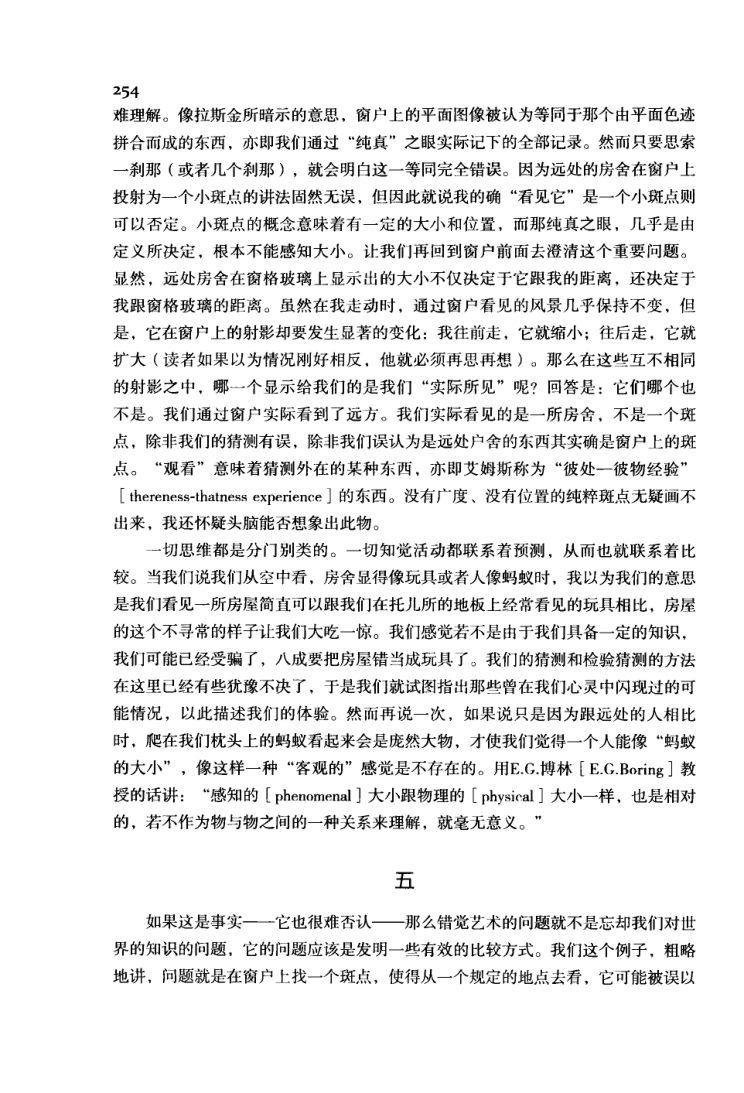 254
难理解。像拉斯金所暗示的意思，窗户上的平面图像被认为等同于那个由平面色迹
拼合而成的东西，亦即我们通过“纯真”之眼实际记下的全部记录。然而只要思索
一刹那（或者几个刹那），就会明白这一等同完全错误。因为远处的房舍在窗户上
投射为一个小斑点的讲法固然无误，但因此就说我的确“看见它”是一个小斑点则
可以否定。小斑点的概念意味着有一定的大小和位置，而那纯真之眼，几乎是由
定义所决定，根本不能感知大小。让我们再回到窗户前面去澄清这个重要问题。
显然，远处房舍在窗格玻璃上显示出的大小不仅决定于它跟我的距离，还决定于
我跟窗格玻璃的距离。虽然在我走动时，通过窗户看见的风景几乎保持不变，但
是，它在窗户上的射影却要发生显著的变化：我往前走，它就缩小；往后走，它就
扩大（读者如果以为情况刚好相反，他就必须再思再想）。那么在这些互不相同
的射影之中，哪一个显示给我们的是我们“实际所见”呢？回答是：它们哪个也
不是。我们通过窗户实际看到了远方。我们实际看见的是一所房舍，不是一个斑
点，除非我们的猜测有误，除非我们误认为是远处户舍的东西其实确是窗户上的斑
点。“观看”意味着猜测外在的某种东西，亦即艾姆斯称为“彼处—彼物经验”
［thereness-thatness experience］的东西。没有广度、没有位置的纯粹斑点无疑画不
出来，我还怀疑头脑能否想象出此物。
一切思维都是分门别类的。一切知觉活动都联系着预测，从而也就联系着比
较。当我们说我们从空中看，房舍显得像玩具或者人像蚂蚁时，我以为我们的意思
是我们看见一所房屋简直可以跟我们在托儿所的地板上经常看见的玩具相比，房屋
的这个不寻常的样子让我们大吃一惊。我们感觉若不是由于我们具备一定的知识，
我们可能已经受骗了，八成要把房屋错当成玩具了。我们的猜测和检验猜测的方法
在这里已经有些犹豫不决了，于是我们就试图指出那些曾在我们心灵中闪现过的可
能情况，以此描述我们的体验。然而再说一次，如果说只是因为跟远处的人相比
时，爬在我们枕头上的蚂蚁看起来会是庞然大物，才使我们觉得一个人能像“蚂蚁
的大小”，像这样一种“客观的”感觉是不存在的。用E.G.博林［E.G.Boring］教
授的话讲：“感知的［phenomenal］大小跟物理的［physical］大小一样，也是相对
的，若不作为物与物之间的一种关系来理解，就毫无意义。”
五
如果这是事实——它也很难否认——那么错觉艺术的问题就不是忘却我们对世
界的知识的问题，它的问题应该是发明一些有效的比较方式。我们这个例子，粗略
地讲，问题就是在窗户上找一个斑点，使得从一个规定的地点去看，它可能被误以